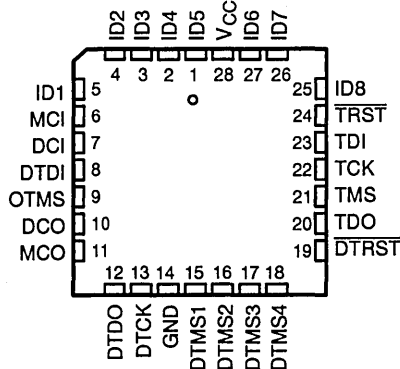 ID2 ID3 ID4 ID5 VCC ID6 ID7
4 3 2 1 28 27 26
ID1 5 25 ID8
MCI 6 24 TRST
DCI 7 23 TDI
DTDI 8 22 TCK
OTMS 9 21 TMS
DCO 10 20 TDO
MCO 11 19 DTRST
12 13 14 15 16 17 18
DTDO DTCK GND DTMS1 DTMS2 DTMS3 DTMS4